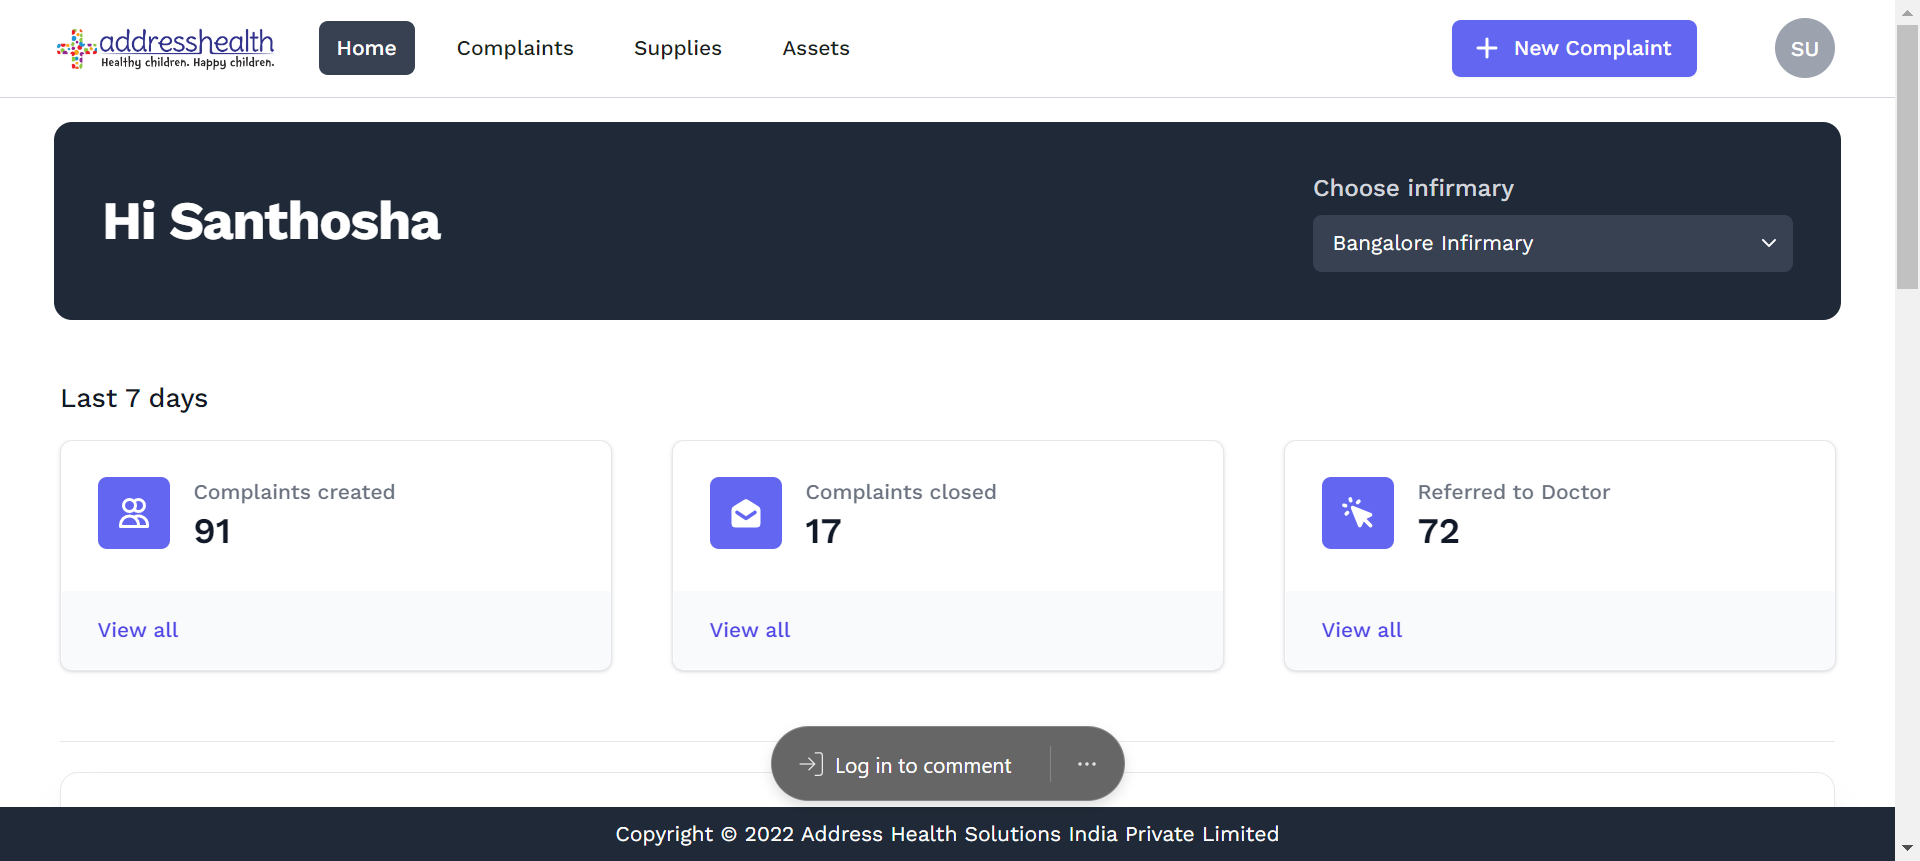 addresshealth
Healthy children. Happy children.
Home
Complaints
Supplies
Assets
New Complaint
SU
Hi Santhosha
Choose infirmary
Bangalore Infirmary
Last 7 days
Complaints created
91
View all
Complaints closed
17
View all
Referred to Doctor
72
View all
Log in to comment
Copyright © 2022 Address Health Solutions India Private Limited